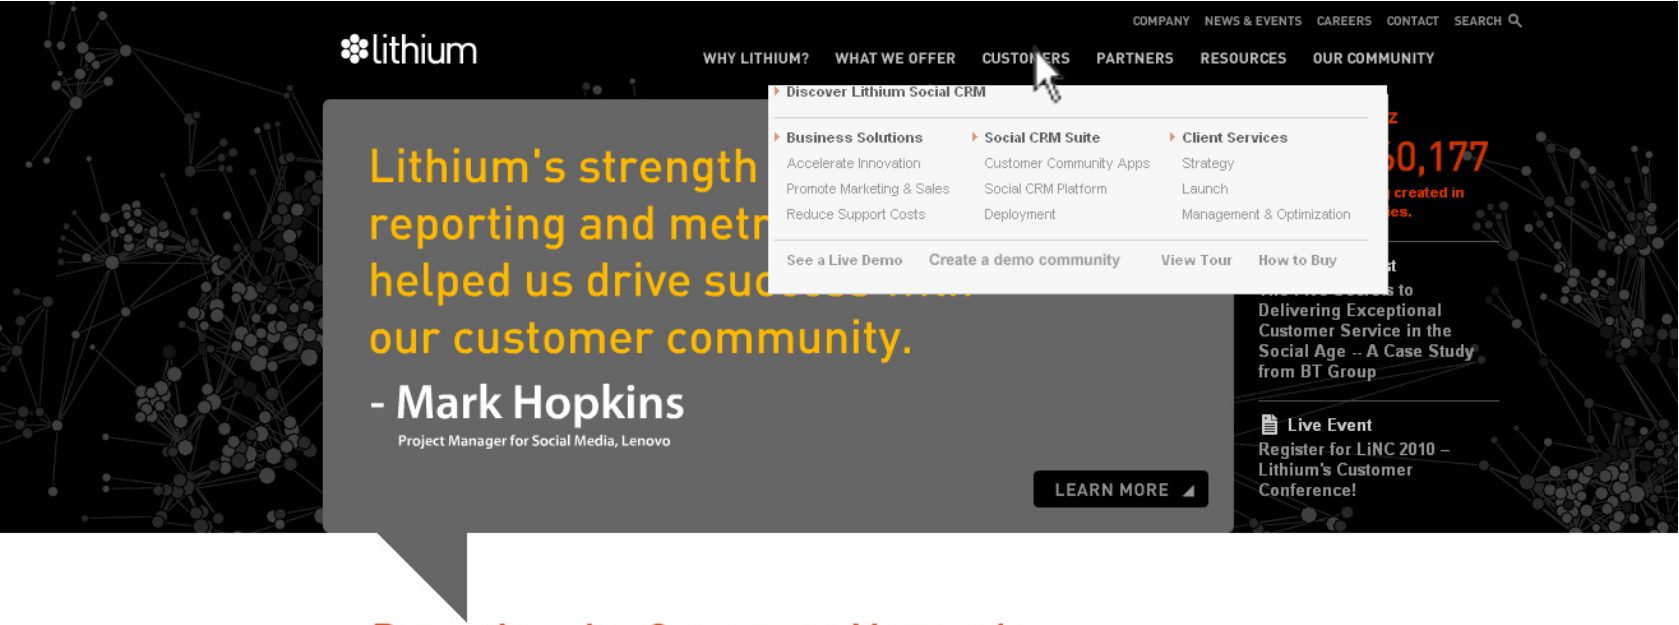 COMPANY NEWS & EVENTS CAREERS CONTACT SEARCH
lithium
WHY LITHIUM? WHAT WE OFFER CUSTOMERS PARTNERS RESOURCES OUR COMMUNITY
Discover Lithium Social CRM
Business Solutions Social CRM Suite Client Services
Accelerate Innovation Customer Community Apps Strategy
Promote Marketing & Sales Social CRM Platform Launch
Reduce Support Costs Deployment Management & Optimization
See a Live Demo Create a demo community View Tour How to Buy
Lithium's strength
reporting and
helped us drive
our customer community.
- Mark Hopkins
Project Manager for Social Media, Lenovo
LEARN MORE
0,177
created in
to
Delivering Exceptional
Customer Service in the
Social Age -- A Case Study
from BT Group
Live Event
Register for LiNC 2010 –
Lithium's Customer
Conference!